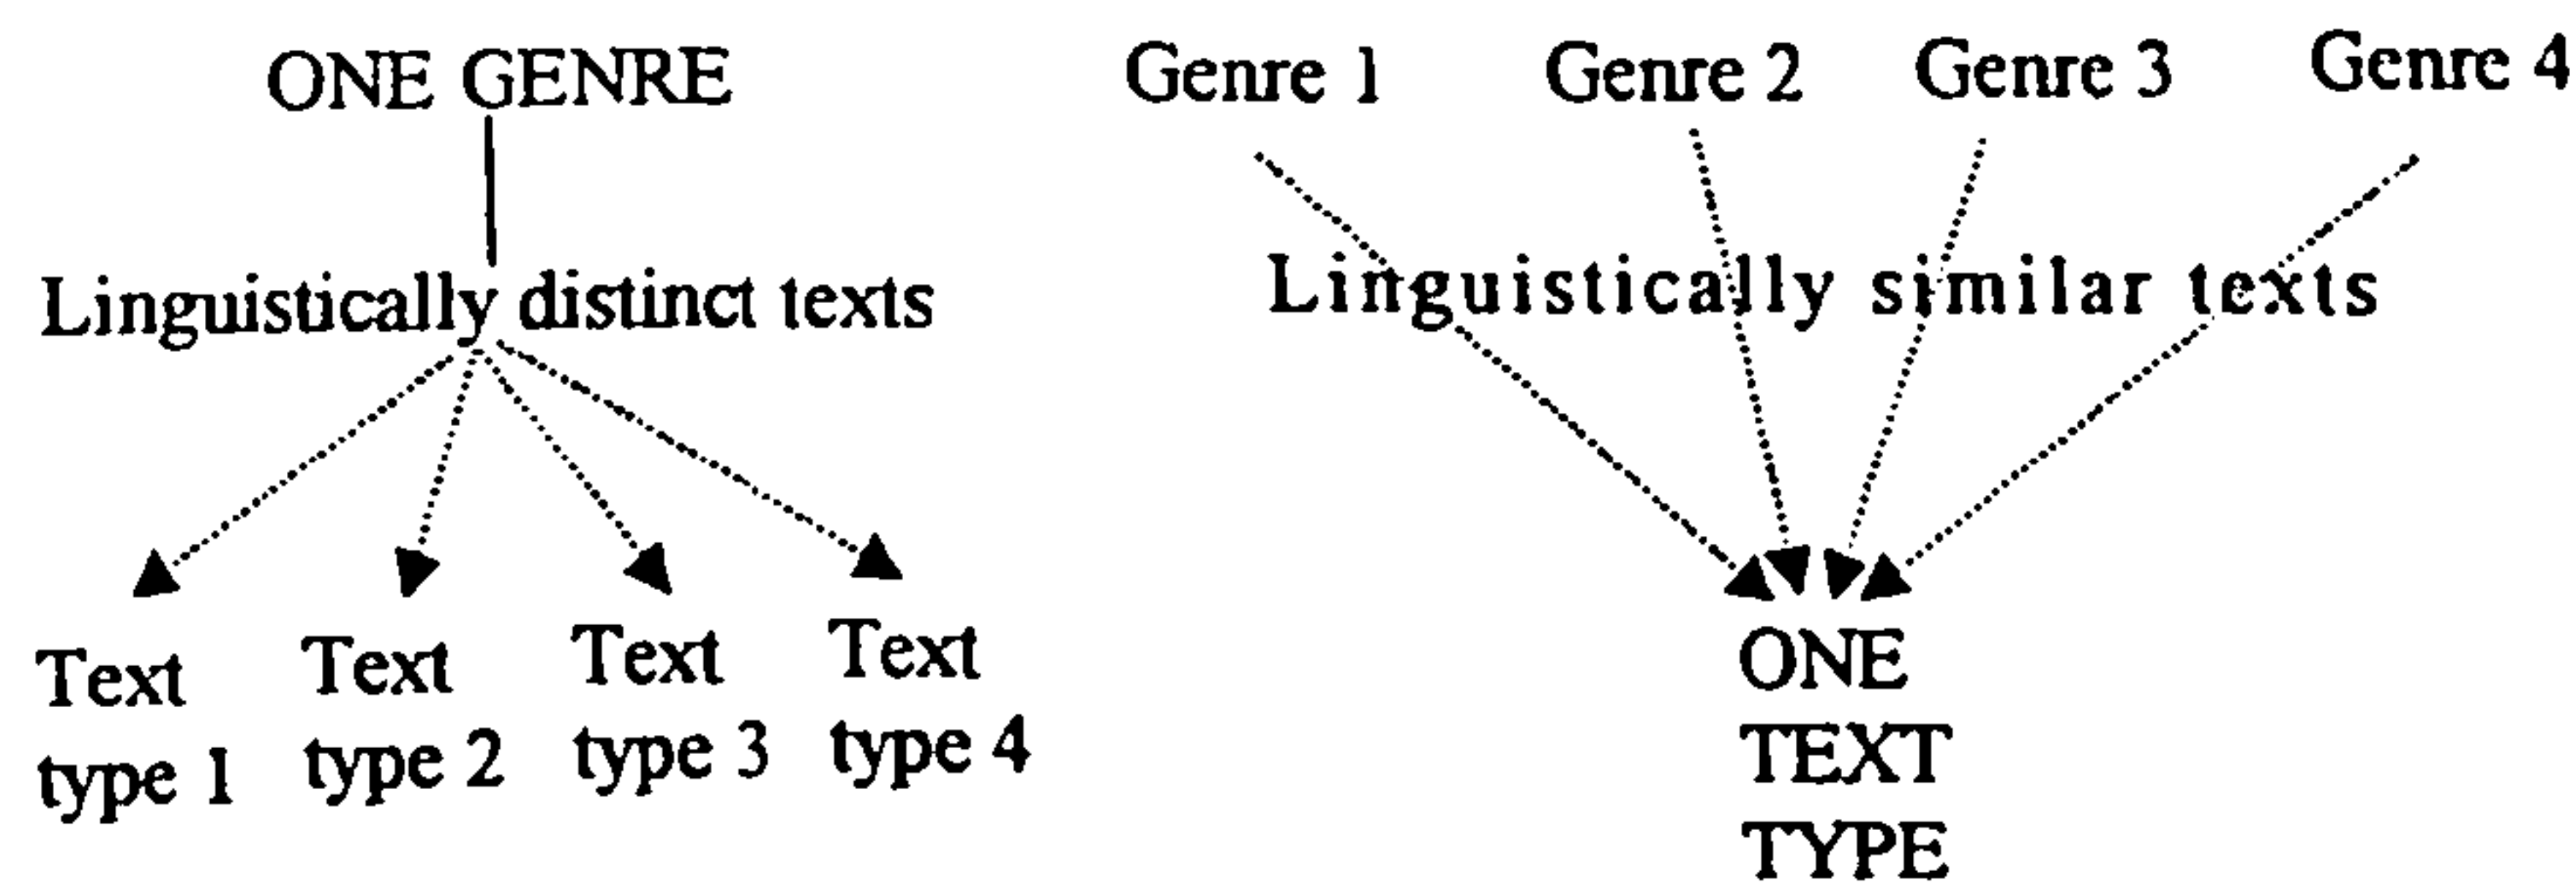 ONE GENRE
Linguistically distinct texts
Text type 1
Text type 2
Text type 3
Text type 4
Genre 1 Genre 2 Genre 3 Genre 4
Linguistically similar texts
ONE
TEXT
TYPE